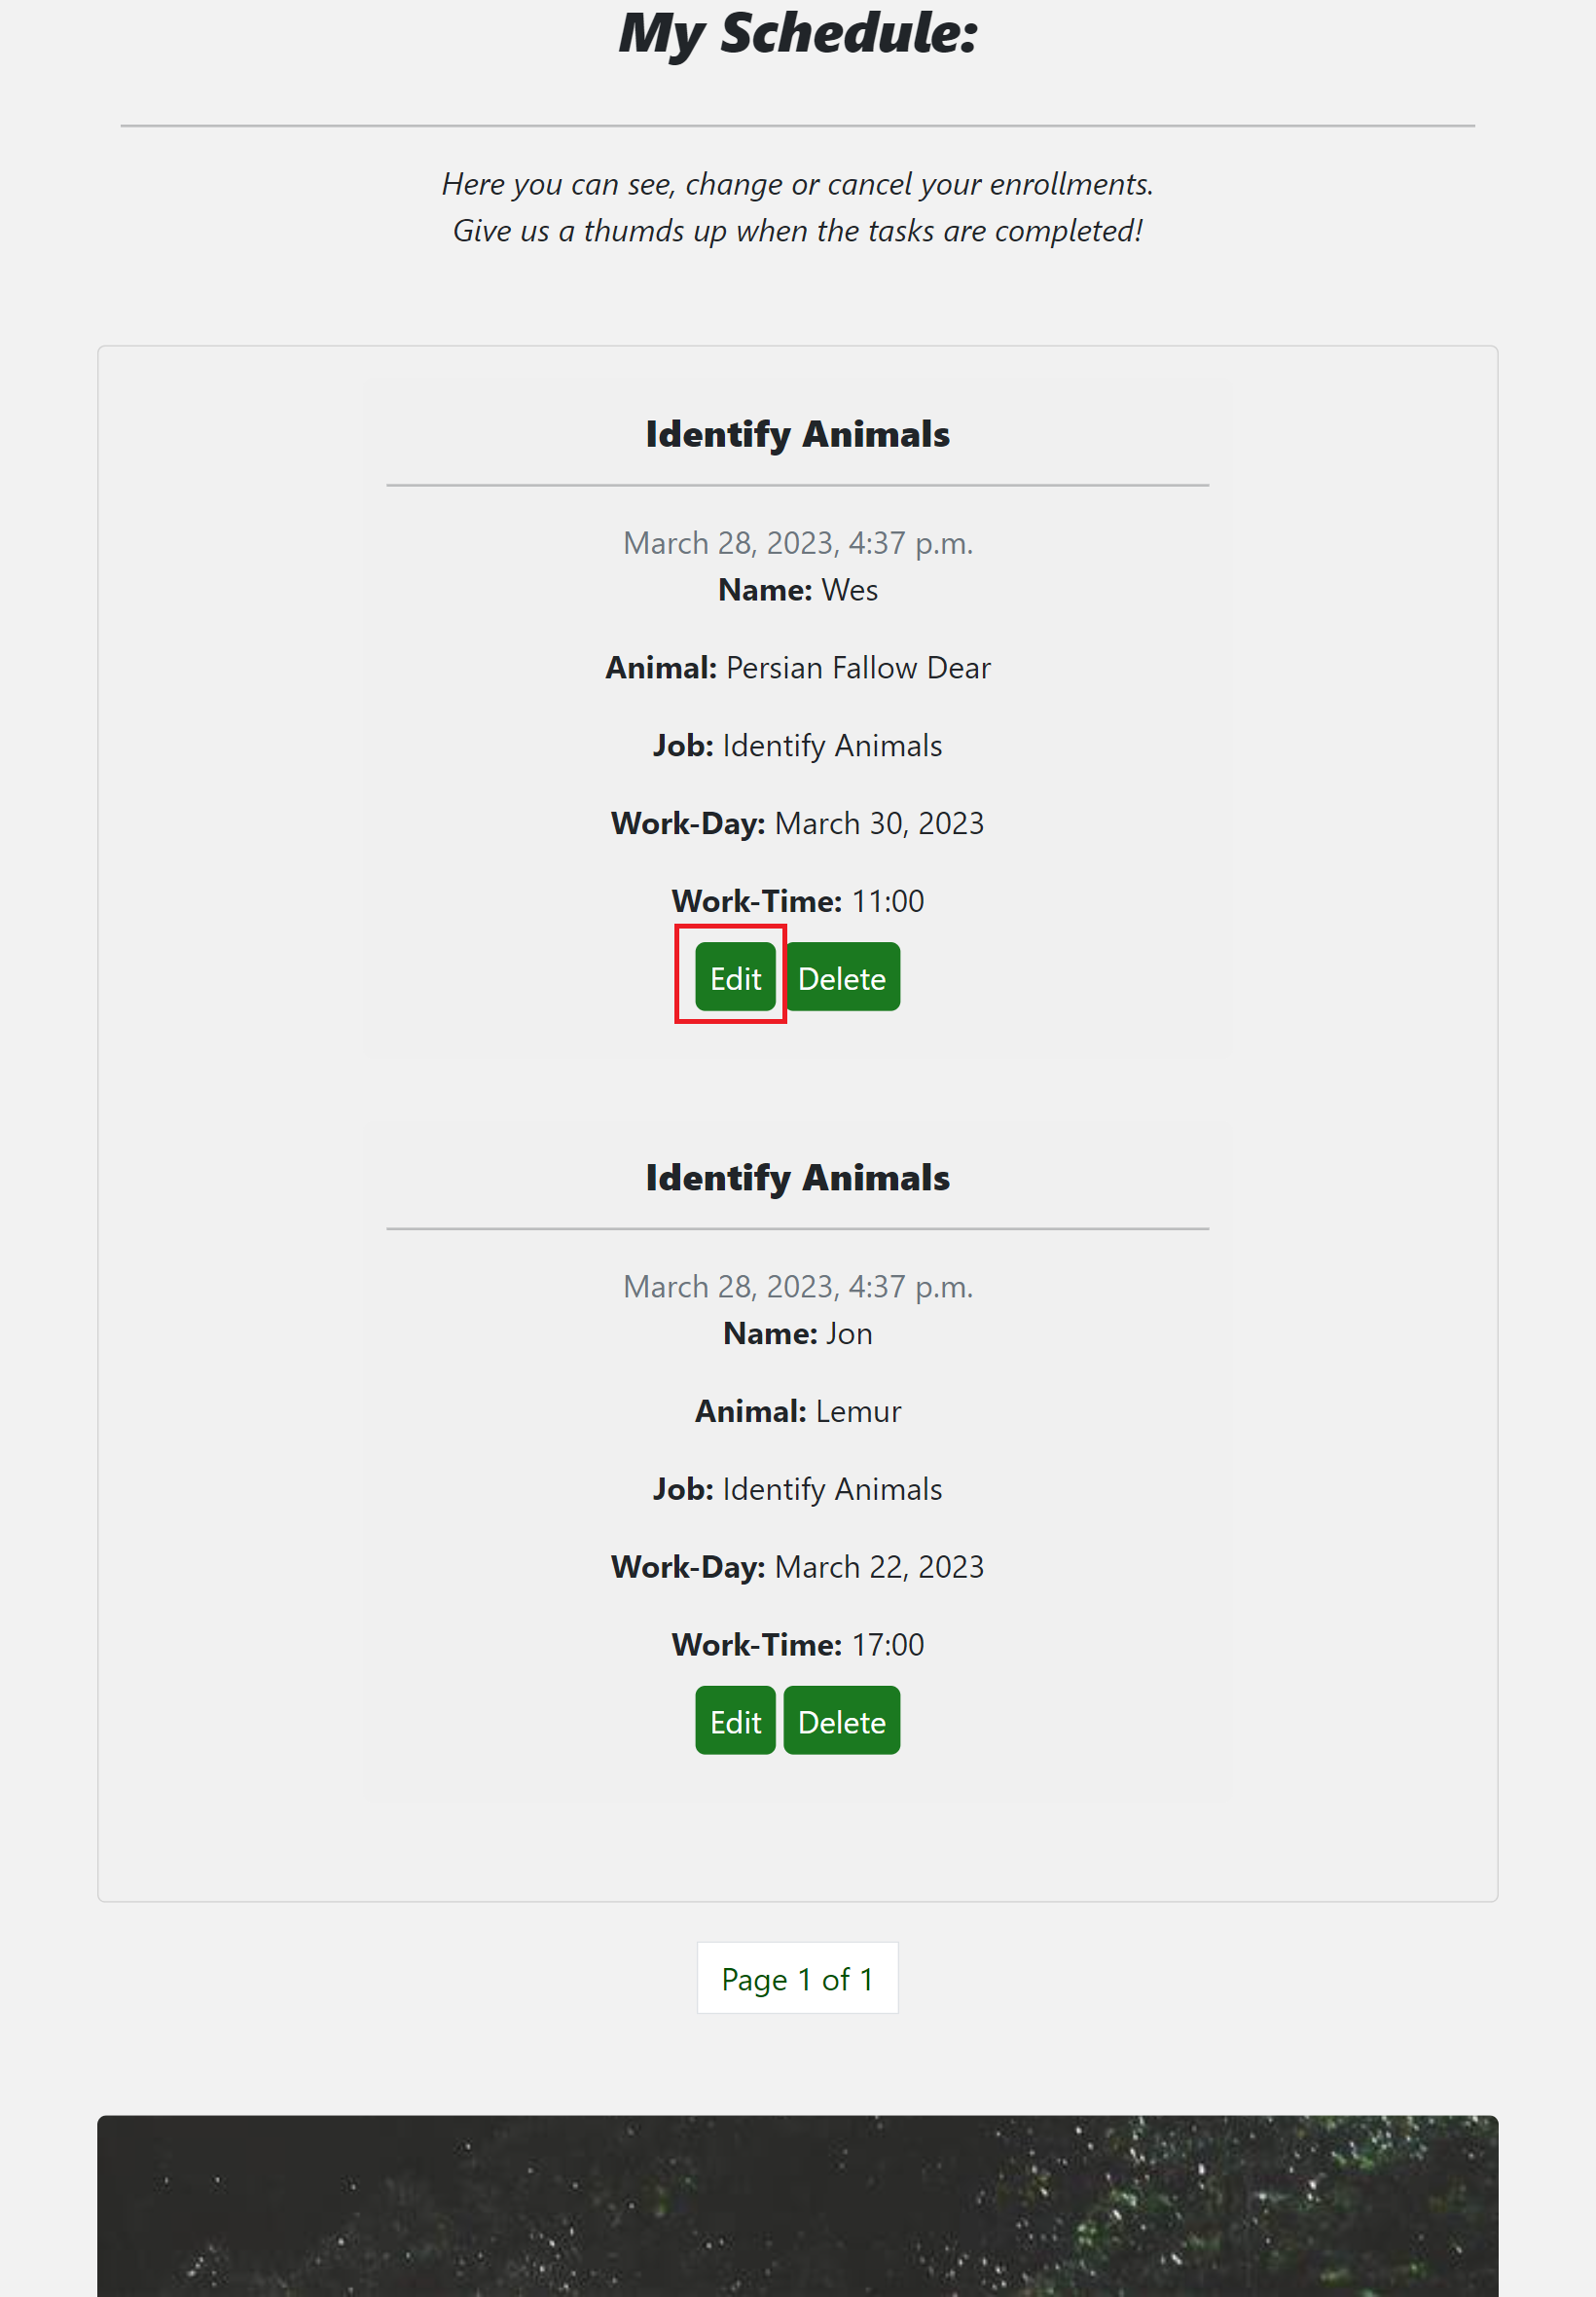 My Schedule:
Here you can see, change or cancel your enrollments.
Give us a thumds up when the tasks are completed!
Identify Animals
March 28, 2023, 4:37 p.m.
Name: Wes
Animal: Persian Fallow Dear
Job: Identify Animals
Work-Day: March 30, 2023
Work-Time: 11:00
Edit Delete
Identify Animals
March 28, 2023, 4:37 p.m.
Name: Jon
Animal: Lemur
Job: Identify Animals
Work-Day: March 22, 2023
Work-Time: 17:00
Edit Delete
Page 1 of 1